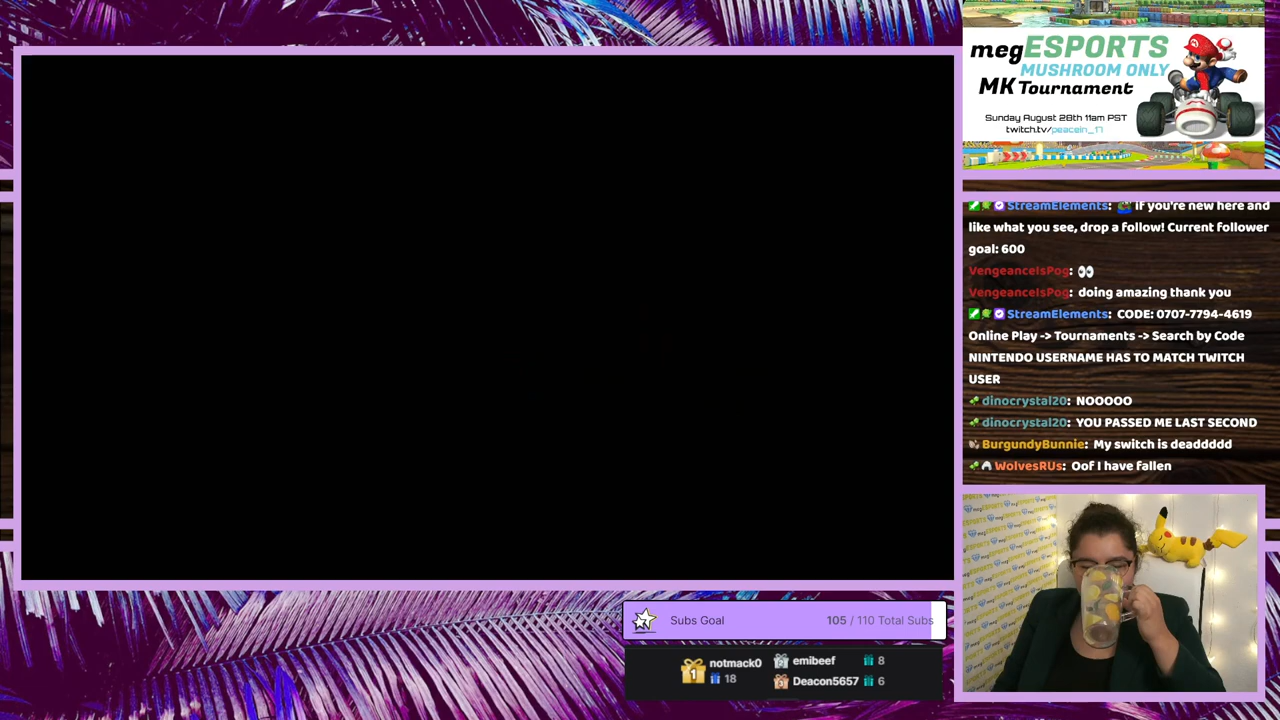 megESPORTS
MUSHROOM ONLY
MK Tournament
Sunday August 28th 11am PST
twitch.tv/peacein_17
StreamElements: If you're new here and
like what you see, drop a follow! Current follower
goal: 600
VengeanceIsPog: 👀
VengeanceIsPog: doing amazing thank you
StreamElements: CODE: 0707-7794-4619
Online Play -> Tournaments -> Search by Code
NINTENDO USERNAME HAS TO MATCH TWITCH
USER
dinocrystal20: NOOOOO
dinocrystal20: YOU PASSED ME LAST SECOND
BurgundyBunnie: My switch is deaddddd
WolvesRUs: Oof I have fallen
Subs Goal 105 / 110 Total Subs
1 notmack0 18
2 emibeef 8
3 Deacon5657 6